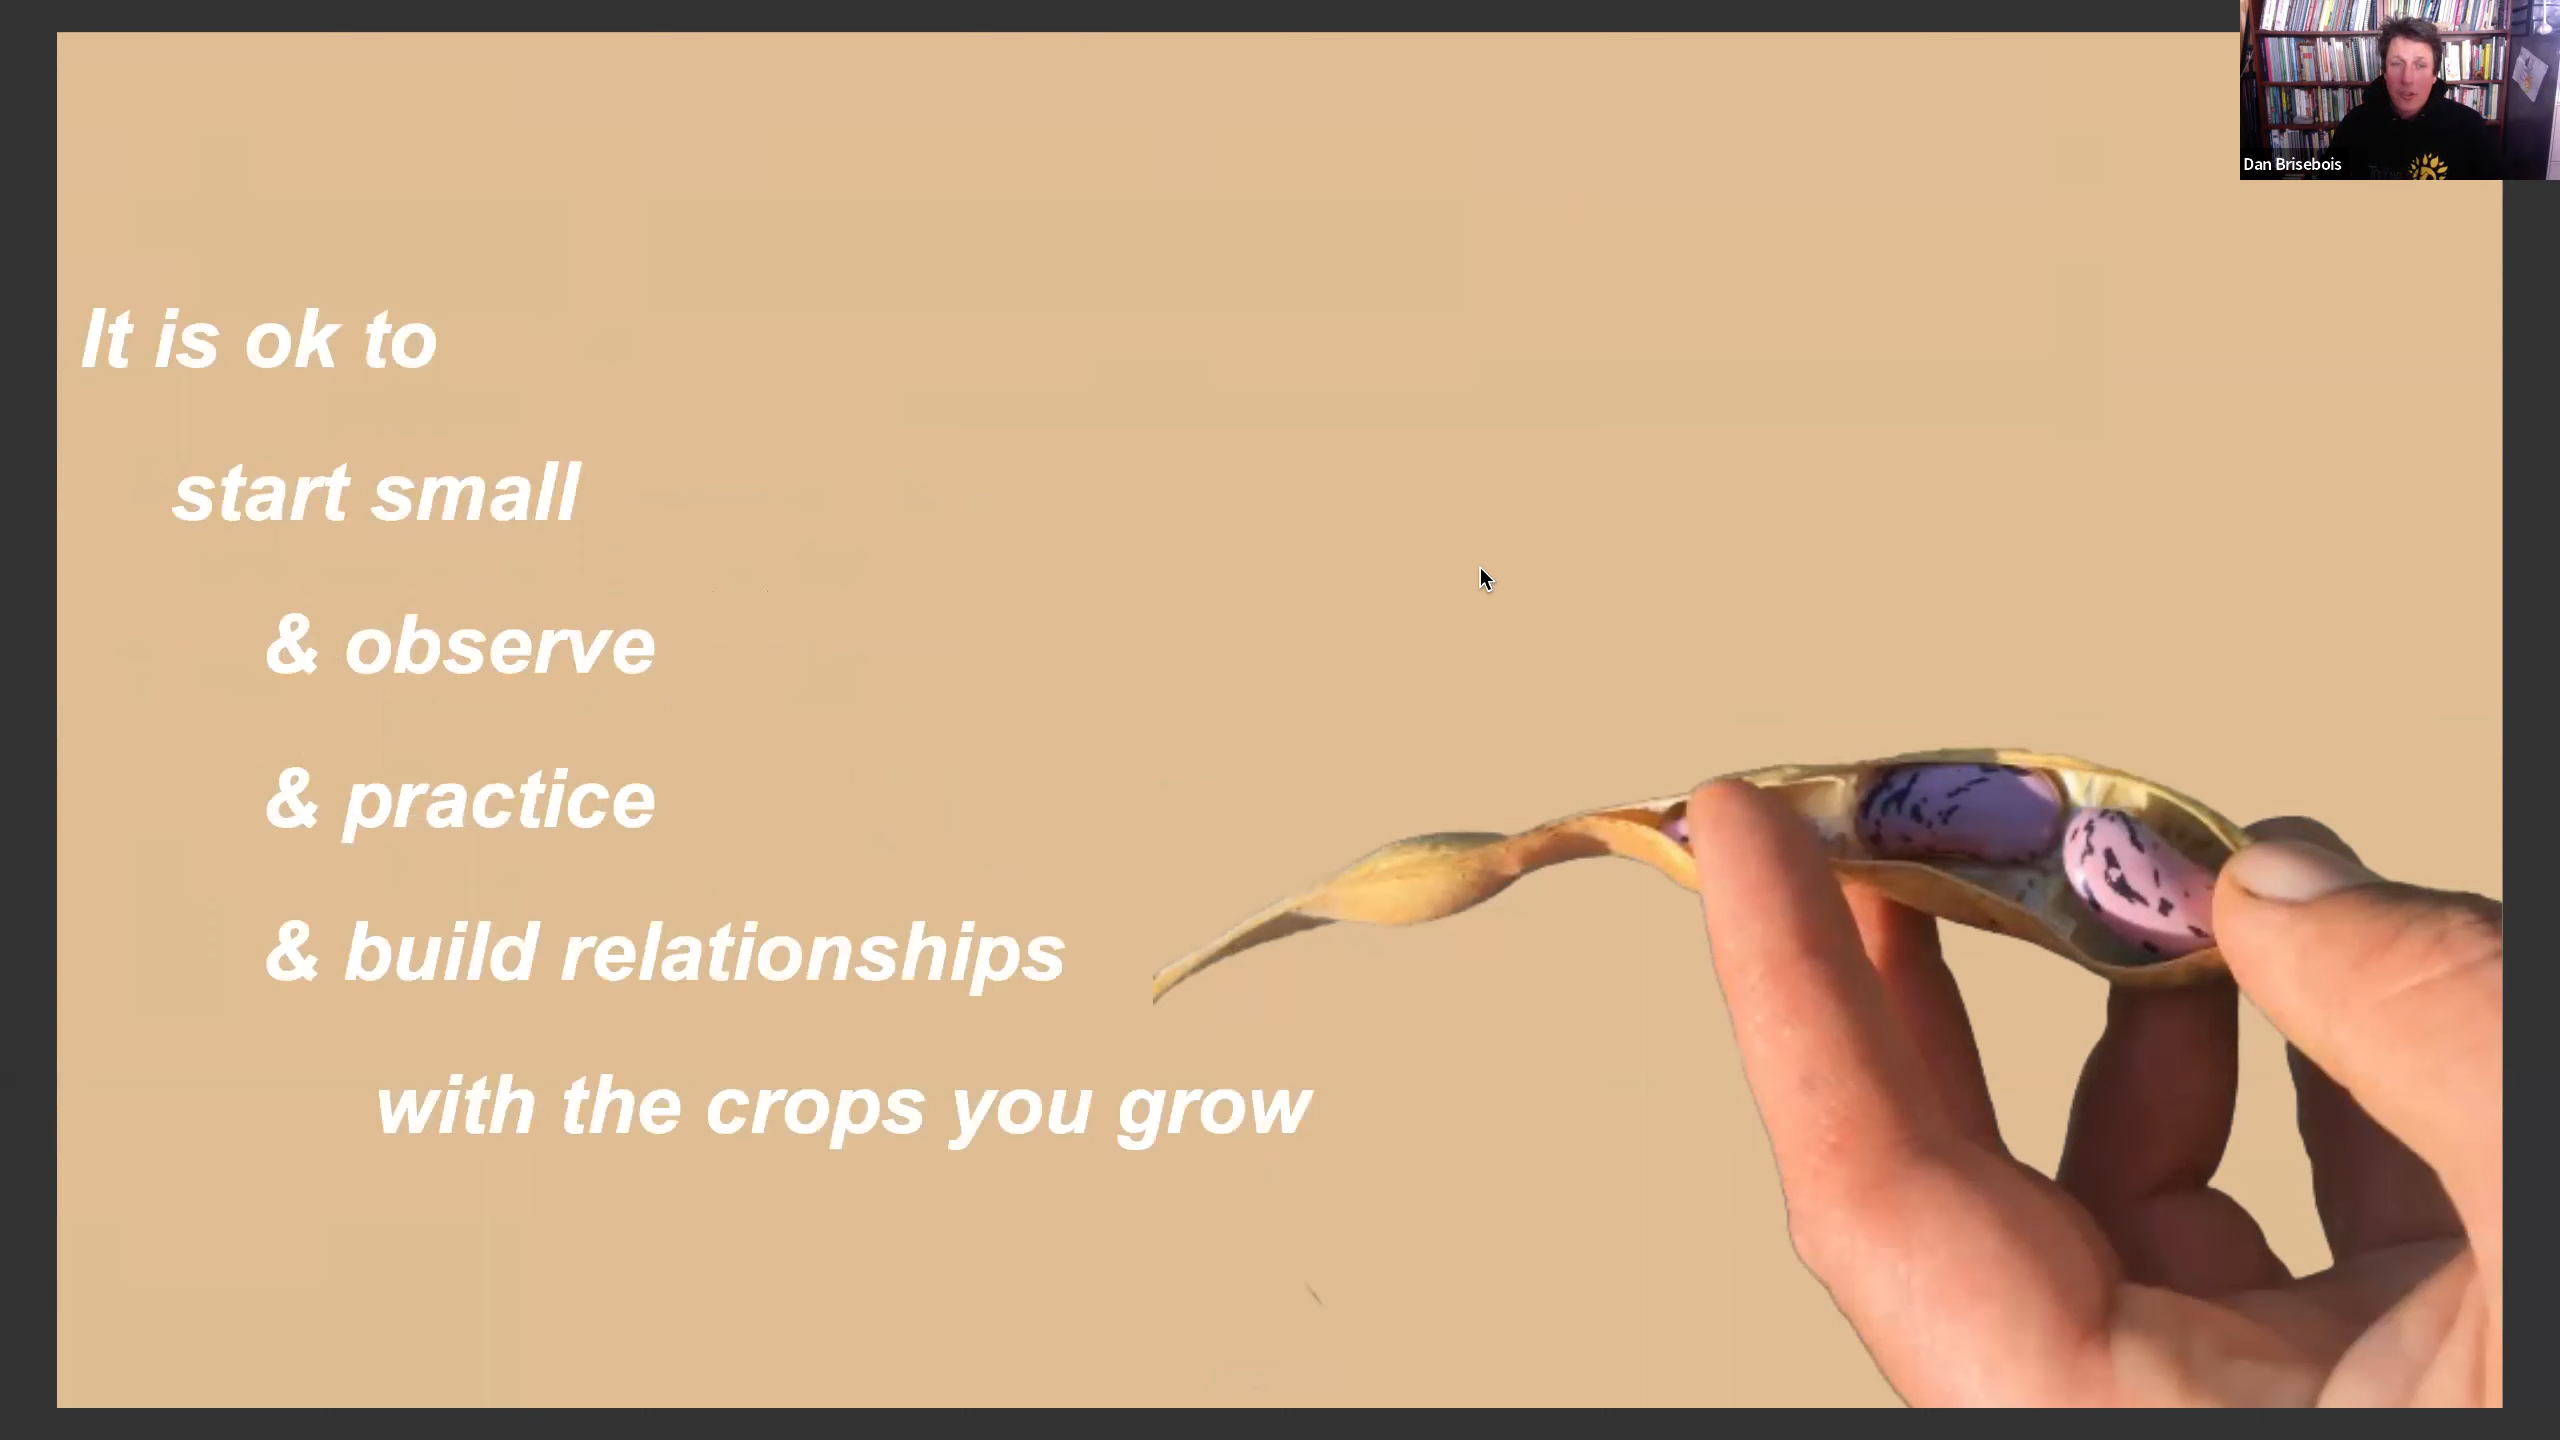 It is ok to
start small
& observe
& practice
& build relationships
with the crops you grow
Dan Brisebois